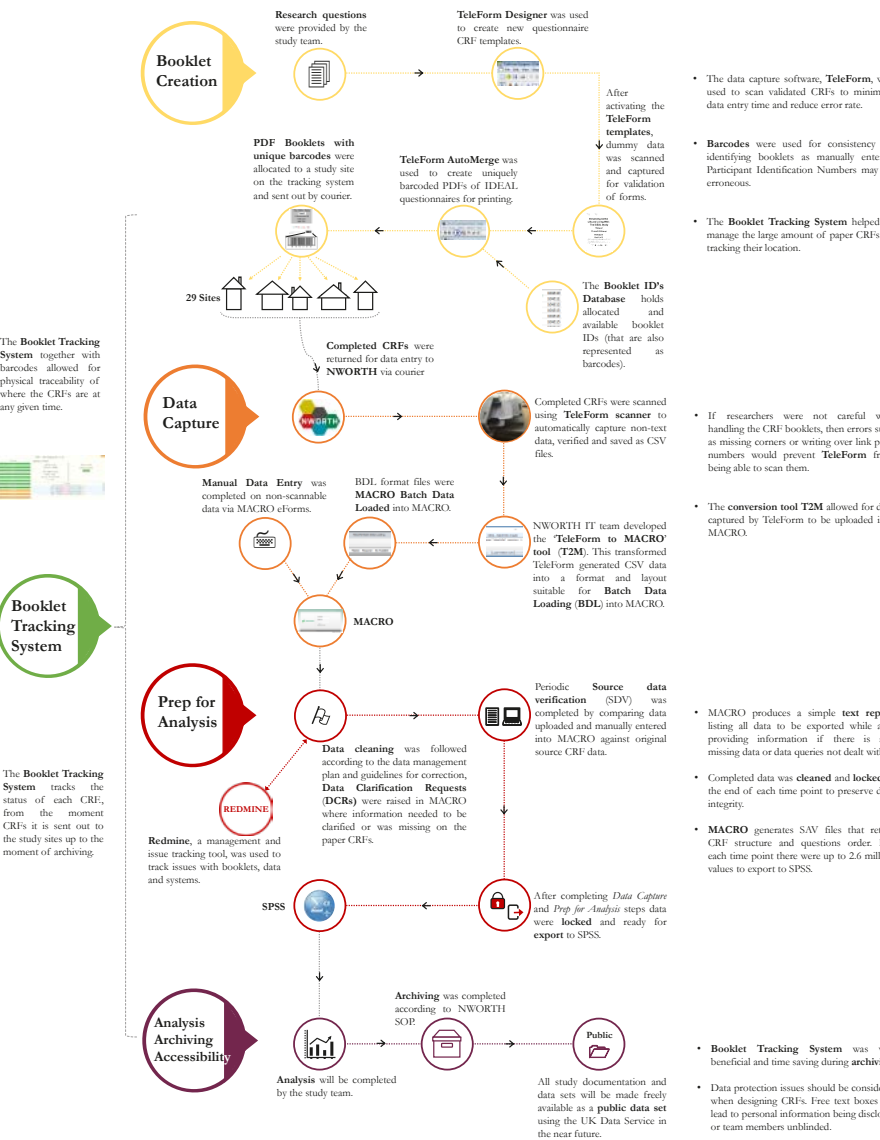 Booklet
Creation
Research questions
were provided by the
study team.
TeleForm Designer was used
to create new questionnaire
CRF templates.
After
activating the
TeleForm
templates,
dummy data
was scanned
and captured
for validation
of forms.
PDF Booklets with
unique barcodes were
allocated to a study site
on the tracking system
and sent out by courier.
TeleForm AutoMerge was
used to create uniquely
barcoded PDFs of IDEAL
questionnaires for printing.
29 Sites
The Booklet ID's
Database holds
allocated and
available booklet
IDs (that are also
represented as
barcodes).
Completed CRFs were
returned for data entry to
NWORTH via courier
Data
Capture
NWORTH
Completed CRFs were scanned
using TeleForm scanner to
automatically capture non-text
data, verified and saved as CSV
files.
Manual Data Entry was
completed on non-scannable
data via MACRO eForms.
BDL format files were
MACRO Batch Data
Loaded into MACRO.
NWORTH IT team developed
the 'TeleForm to MACRO'
tool (T2M). This transformed
TeleForm generated CSV data
into a format and layout
suitable for Batch Data
Loading (BDL) into MACRO.
MACRO
The Booklet Tracking
System together with
barcodes allowed for
physical traceability of
where the CRFs are at
any given time.
Booklet
Tracking
System
The Booklet Tracking
System tracks the
status of each CRF,
from the moment
CRFs it is sent out to
the study sites up to the
moment of archiving.
Prep for
Analysis
Periodic Source data
verification (SDV) was
completed by comparing data
uploaded and manually entered
into MACRO against original
source CRF data.
Data cleaning was followed
according to the data management
plan and guidelines for correction,
Data Clarification Requests
(DCRs) were raised in MACRO
where information needed to be
clarified or was missing on the
paper CRFs.
REDMINE
Redmine, a management and
issue tracking tool, was used to
track issues with booklets, data
and systems.
SPSS
After completing Data Capture
and Prep for Analysis steps data
were locked and ready for
export to SPSS.
Analysis
Archiving
Accessibility
Archiving was completed
according to NWORTH
SOP.
Public
Analysis will be completed
by the study team.
All study documentation and
data sets will be made freely
available as a public data set
using the UK Data Service in
the near future.
• The data capture software, TeleForm,
used to scan validated CRFs to
data entry time and reduce error rate.
• Barcodes were used for consistency
identifying booklets as manually
Participant Identification Numbers may
erroneous.
• The Booklet Tracking System helped
manage the large amount of paper CRFs
tracking their location.
• If researchers were not careful
handling the CRF booklets, then errors
as missing corners or writing over link
numbers would prevent TeleForm
being able to scan them.
• The conversion tool T2M allowed for
captured by TeleForm to be uploaded
MACRO.
• MACRO produces a simple text
listing all data to be exported while
providing information if there is
missing data or data queries not dealt
• Completed data was cleaned and locked
the end of each time point to preserve
integrity.
• MACRO generates SAV files that
CRF structure and questions order.
each time point there were up to 2.6
values to export to SPSS.
• Booklet Tracking System was
beneficial and time saving during
• Data protection issues should be
when designing CRFs. Free text boxes
lead to personal information being
or team members unblinded.